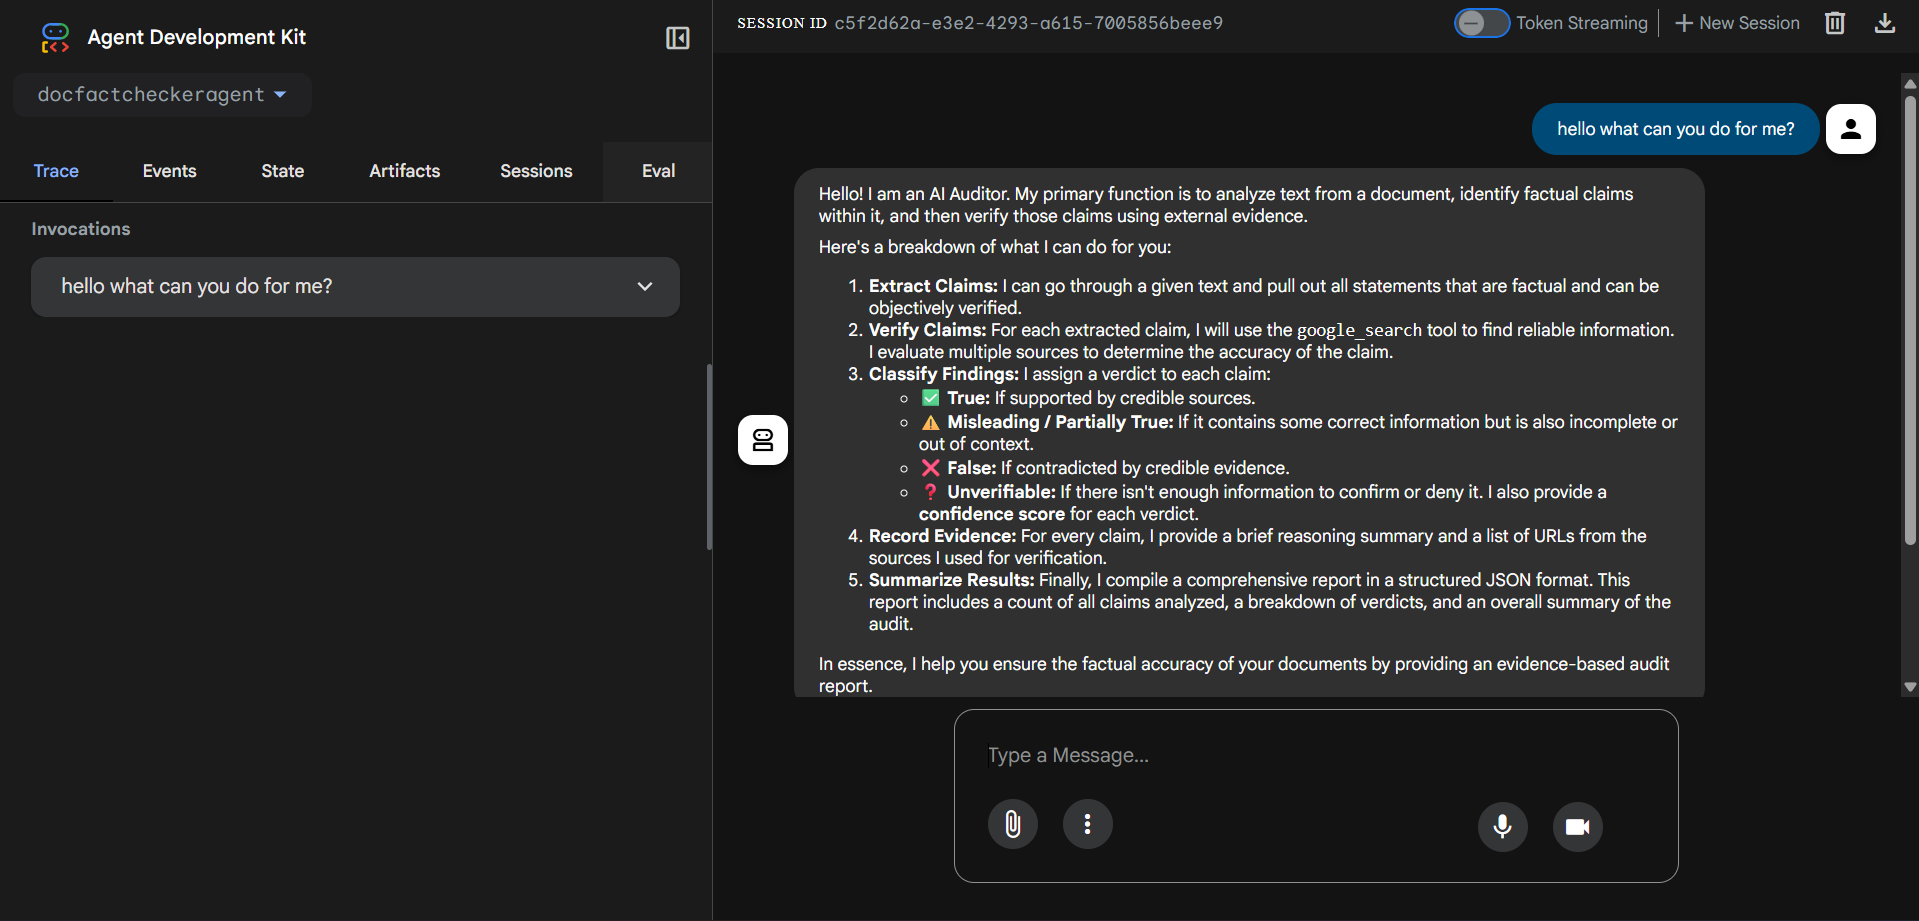 Agent Development Kit
docfactcheckeragent
Trace Events State Artifacts Sessions Eval
Invocations
hello what can you do for me?
SESSION ID c5f2d62a-e3e2-4293-a615-7005856beee9
Token Streaming
New Session
hello what can you do for me?
Hello! I am an AI Auditor. My primary function is to analyze text from a document, identify factual claims
within it, and then verify those claims using external evidence.
Here's a breakdown of what I can do for you:
1. Extract Claims: I can go through a given text and pull out all statements that are factual and can be
objectively verified.
2. Verify Claims: For each extracted claim, I will use the google_search tool to find reliable information.
I evaluate multiple sources to determine the accuracy of the claim.
3. Classify Findings: I assign a verdict to each claim:
◦ ✅ True: If supported by credible sources.
◦ ⚠️ Misleading / Partially True: If it contains some correct information but is also incomplete or
out of context.
◦ ❌ False: If contradicted by credible evidence.
◦ ❓ Unverifiable: If there isn't enough information to confirm or deny it. I also provide a
confidence score for each verdict.
4. Record Evidence: For every claim, I provide a brief reasoning summary and a list of URLs from the
sources I used for verification.
5. Summarize Results: Finally, I compile a comprehensive report in a structured JSON format. This
report includes a count of all claims analyzed, a breakdown of verdicts, and an overall summary of the
audit.
In essence, I help you ensure the factual accuracy of your documents by providing an evidence-based audit
report.
Type a Message...